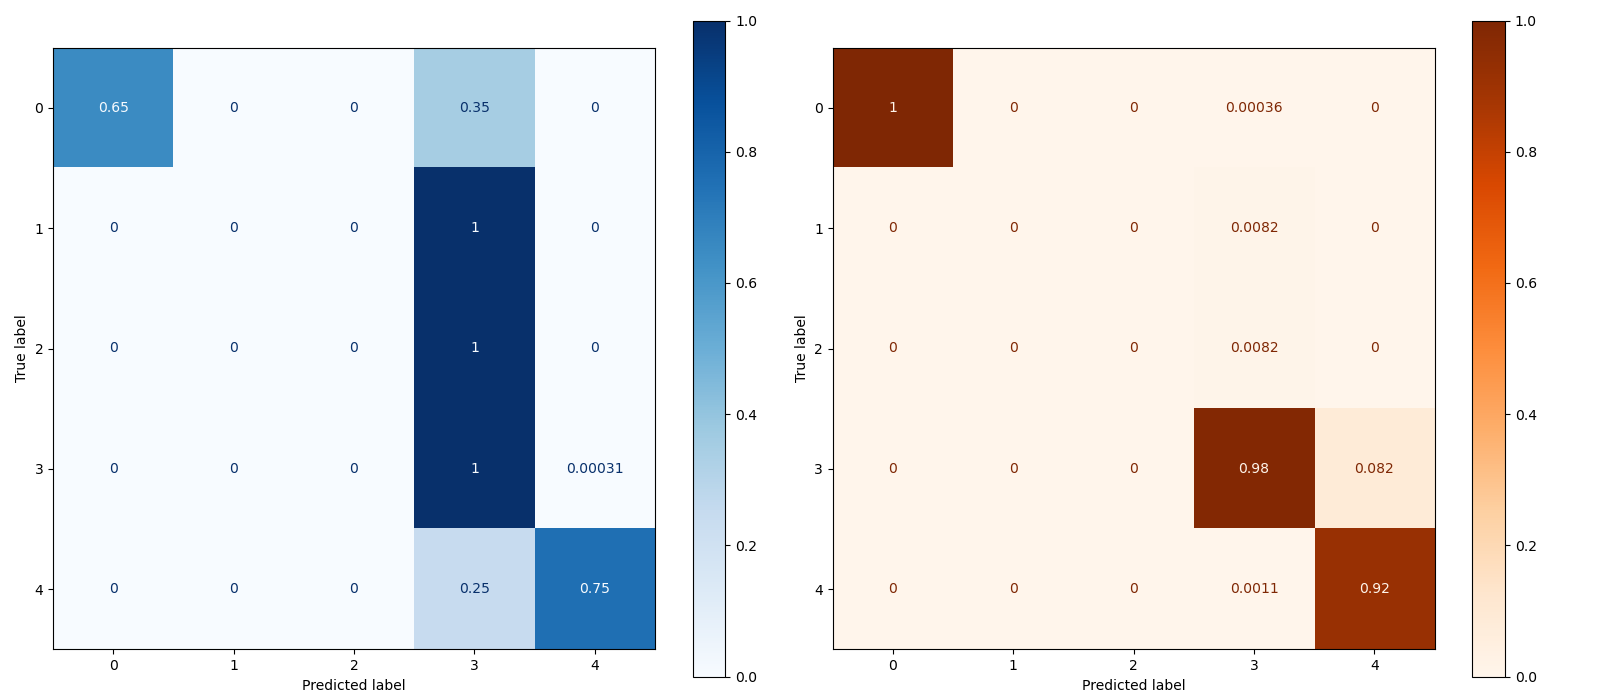 1.0
0 0.65 0 0 0.35 0
0.8
1 0 0 0 1 0
0.6
True label
2 0 0 0 1 0
0.4
3 0 0 0 1 0.00031
0.2
4 0 0 0 0.25 0.75
0.0
0 1 2 3 4
Predicted label
1.0
0 1 0 0 0.00036 0
0.8
1 0 0 0 0.0082 0
0.6
True label
2 0 0 0 0.0082 0
0.4
3 0 0 0 0.98 0.082
0.2
4 0 0 0 0.0011 0.92
0.0
0 1 2 3 4
Predicted label